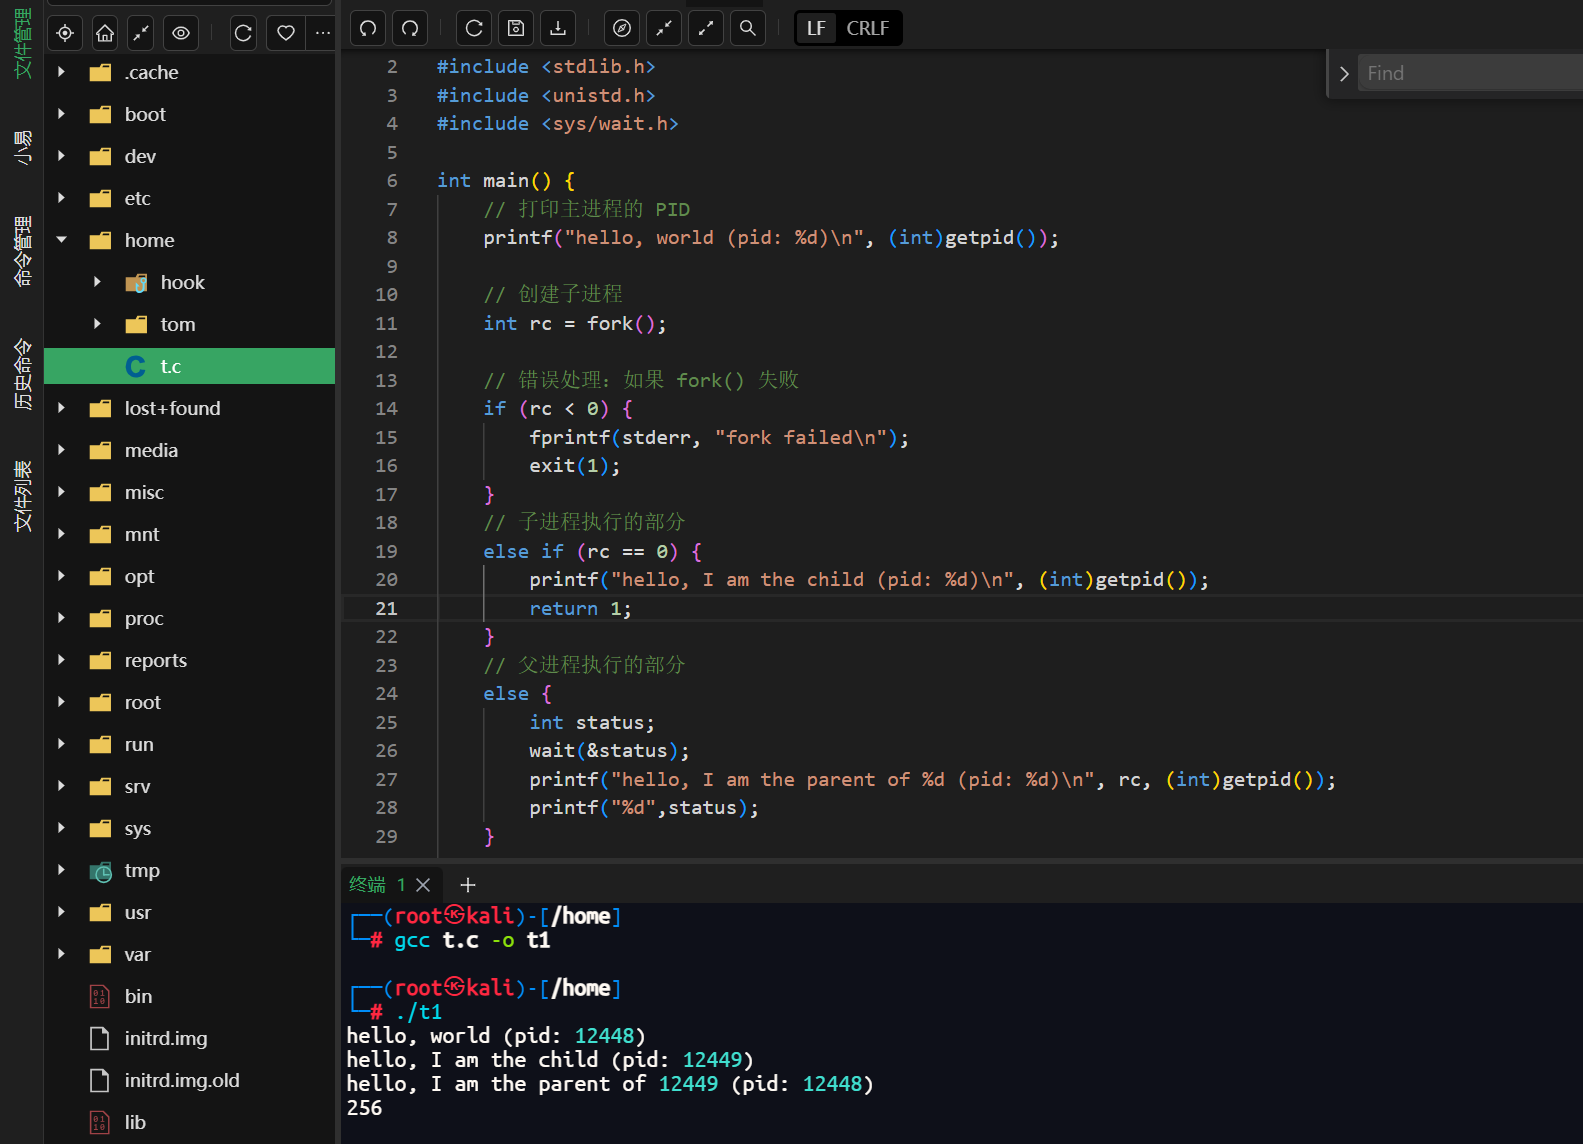 文件管理
小易
命令管理
历史命令
文件列表
.cache
boot
dev
etc
home
hook
tom
C t.c
lost+found
media
misc
mnt
opt
proc
reports
root
run
srv
sys
tmp
usr
var
bin
initrd.img
initrd.img.old
lib
LF CRLF
Find
2 #include <stdlib.h>
3 #include <unistd.h>
4 #include <sys/wait.h>
5
6 int main() {
7 // 打印主进程的 PID
8 printf("hello, world (pid: %d)\n", (int)getpid());
9
10 // 创建子进程
11 int rc = fork();
12
13 // 错误处理：如果 fork() 失败
14 if (rc < 0) {
15 fprintf(stderr, "fork failed\n");
16 exit(1);
17 }
18 // 子进程执行的部分
19 else if (rc == 0) {
20 printf("hello, I am the child (pid: %d)\n", (int)getpid());
21 return 1;
22 }
23 // 父进程执行的部分
24 else {
25 int status;
26 wait(&status);
27 printf("hello, I am the parent of %d (pid: %d)\n", rc, (int)getpid());
28 printf("%d",status);
29 }
终端 1
┌──(root㉿kali)-[/home]
└─# gcc t.c -o t1
┌──(root㉿kali)-[/home]
└─# ./t1
hello, world (pid: 12448)
hello, I am the child (pid: 12449)
hello, I am the parent of 12449 (pid: 12448)
256